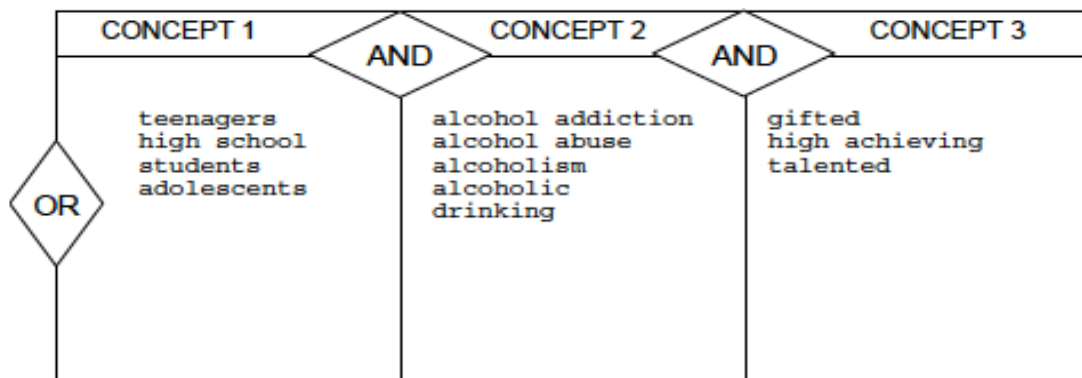 CONCEPT 1
AND
CONCEPT 2
AND
CONCEPT 3
OR
teenagers
high school
students
adolescents
alcohol addiction
alcohol abuse
alcoholism
alcoholic
drinking
gifted
high achieving
talented